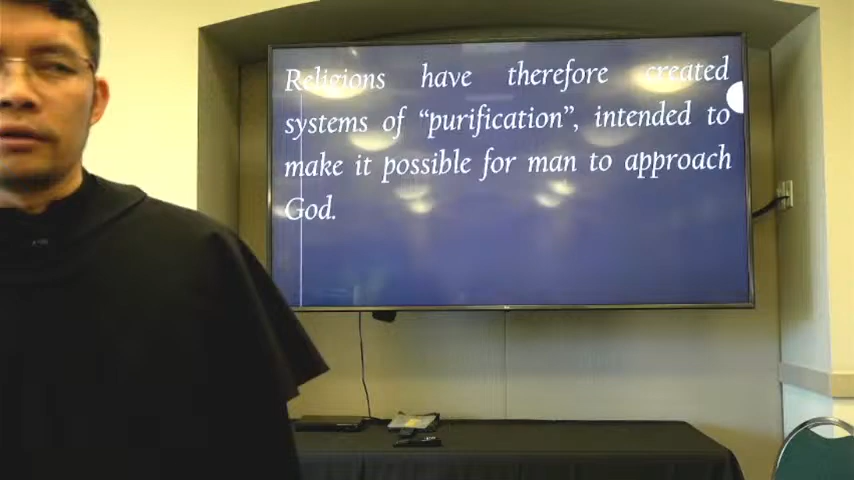 Religions have therefore created
systems of “purification”, intended to
make it possible for man to approach
God.